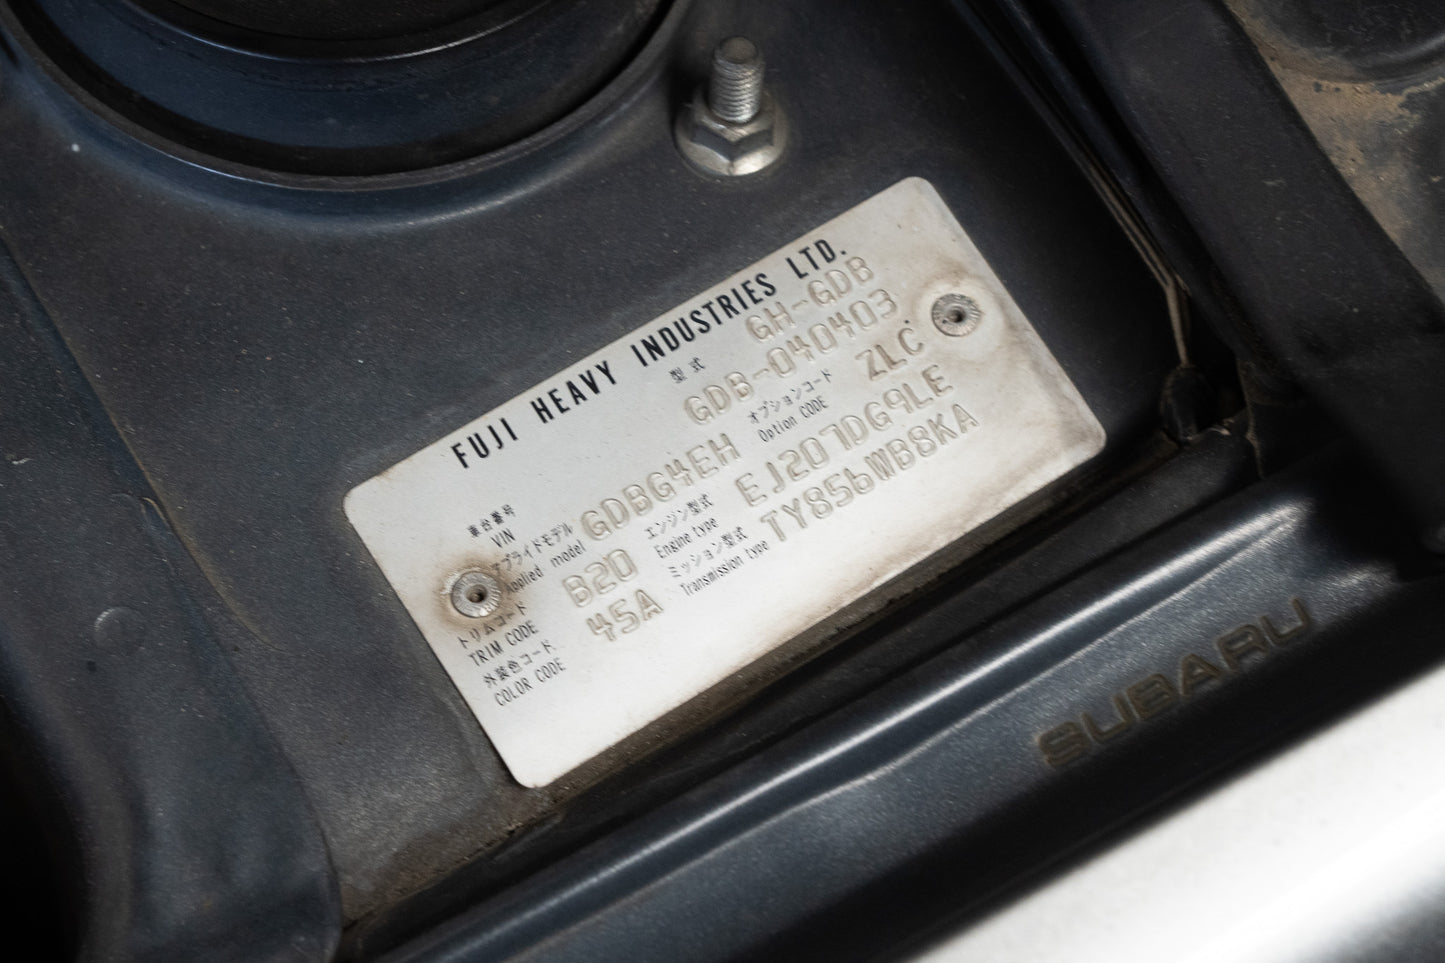 FUJI HEAVY INDUSTRIES LTD.
型式 GH-GDB
車台番号
VIN GDB-040403
アプライドモデル
Applied model GDBG4EH
オプションコード
Option CODE ZLC
トリムコード
TRIM CODE B20
エンジン型式
Engine type EJ207DG9LE
外装色コード
COLOR CODE 45A
ミッション型式
Transmission type TY856WB8KA
SUBARU